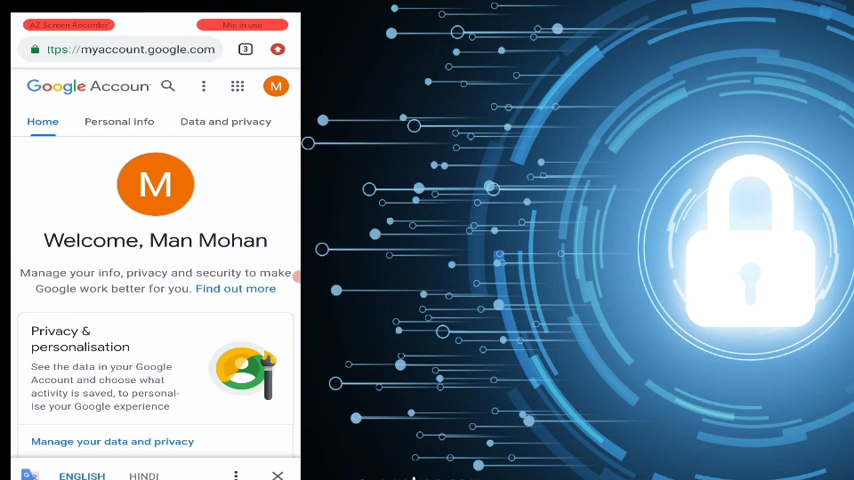 AZ Screen Recorder"
Mic in use
ttps://myaccount.google.com
3
Google Accoun
M
Home
Personal info
Data and privacy
M
Welcome, Man Mohan
Manage your info, privacy and security to make
Google work better for you. Find out more
Privacy &
personalisation
See the data in your Google
Account and choose what
activity is saved, to personal-
ise your Google experience
Manage your data and privacy
ENGLISH
HINDI